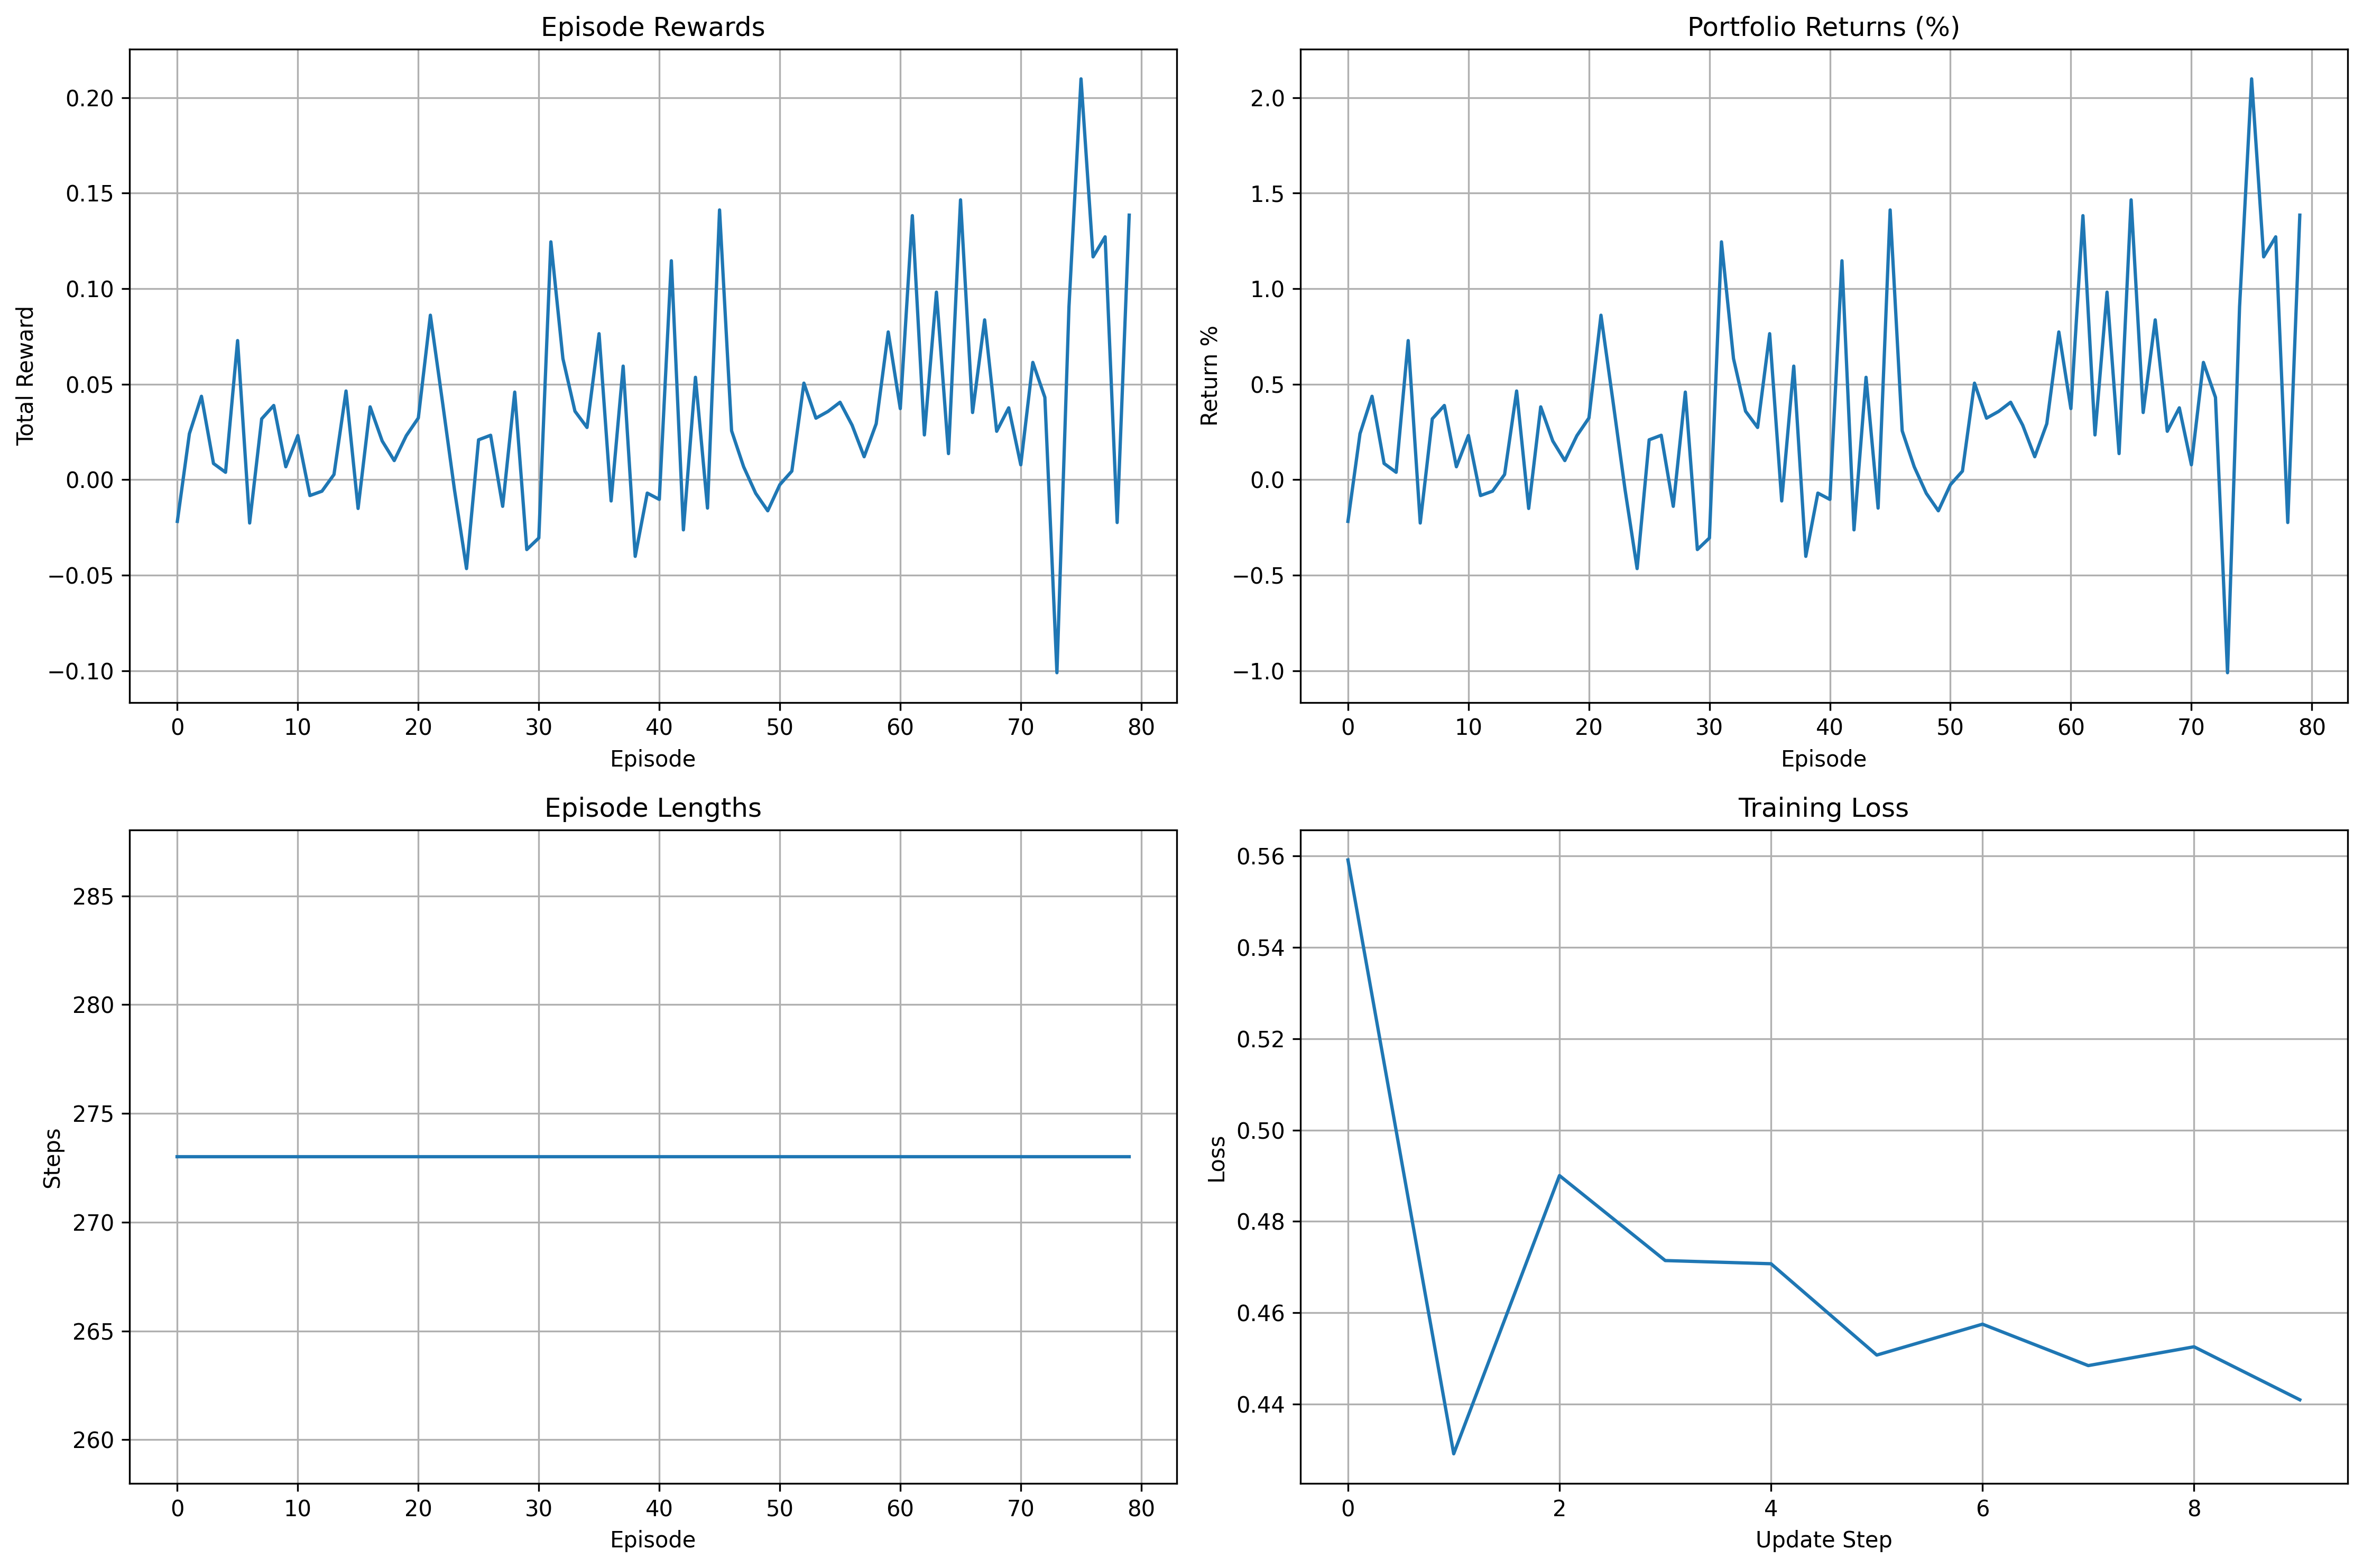 Episode Rewards
Total Reward
0.20
0.15
0.10
0.05
0.00
−0.05
−0.10
0 10 20 30 40 50 60 70 80
Episode
Portfolio Returns (%)
Return %
2.0
1.5
1.0
0.5
0.0
−0.5
−1.0
0 10 20 30 40 50 60 70 80
Episode
Episode Lengths
Steps
285
280
275
270
265
260
0 10 20 30 40 50 60 70 80
Episode
Training Loss
Loss
0.56
0.54
0.52
0.50
0.48
0.46
0.44
0 2 4 6 8
Update Step